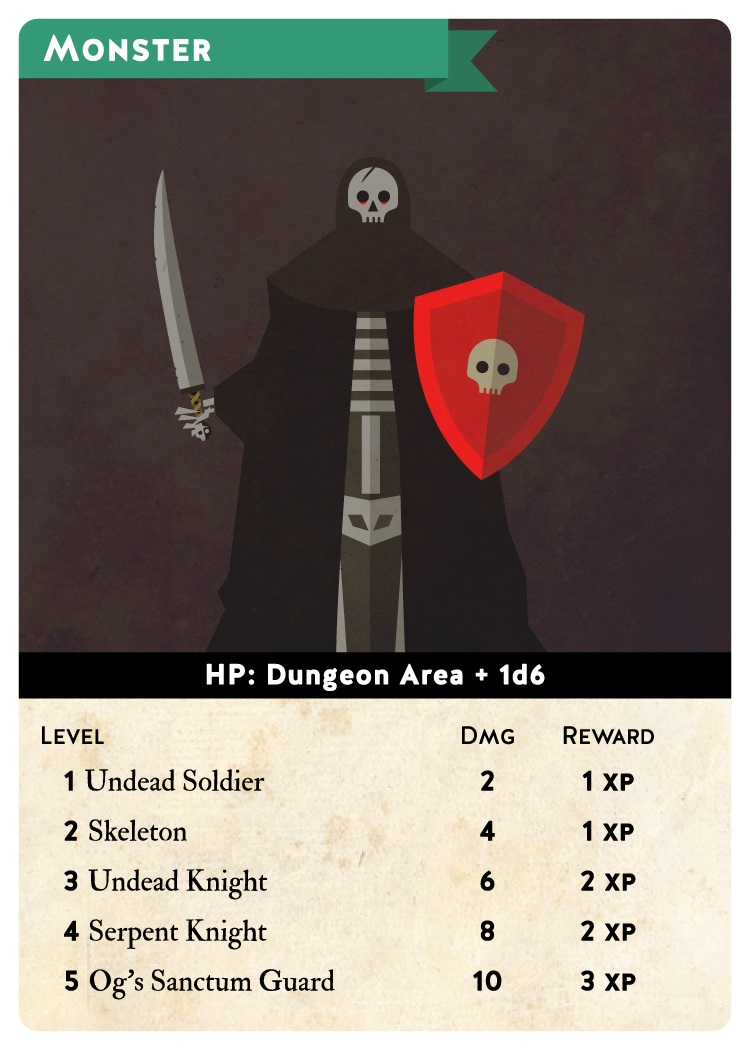 Monster
HP: Dungeon Area + 1d6
Level Dmg Reward
1 Undead Soldier 2 1 XP
2 Skeleton 4 1 XP
3 Undead Knight 6 2 XP
4 Serpent Knight 8 2 XP
5 Og’s Sanctum Guard 10 3 XP